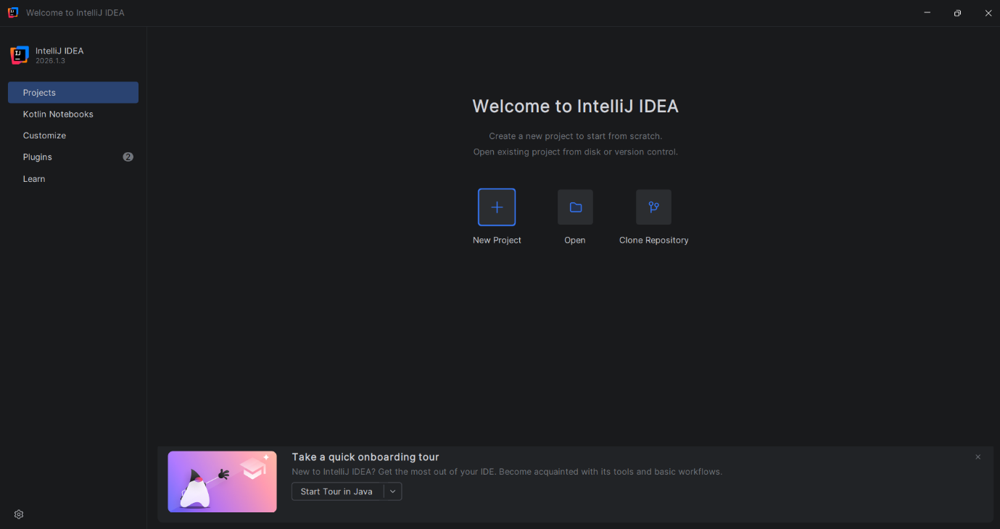 Welcome to IntelliJ IDEA
IntelliJ IDEA
2026.1.3
Projects
Kotlin Notebooks
Customize
Plugins 2
Learn
Welcome to IntelliJ IDEA
Create a new project to start from scratch.
Open existing project from disk or version control.
New Project Open Clone Repository
Take a quick onboarding tour
New to IntelliJ IDEA? Get the most out of your IDE. Become acquainted with its tools and basic workflows.
Start Tour in Java